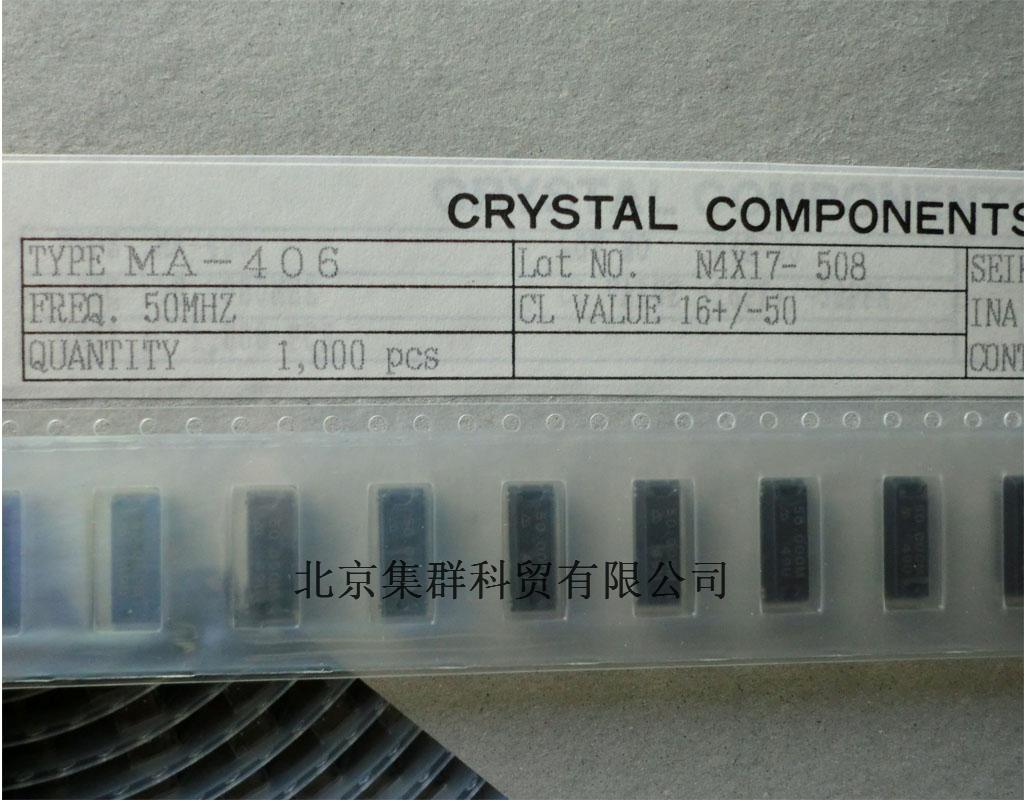 CRYSTAL COMPONENTS
TYPE MA-406
Lot NO. N4X17- 508
FREQ. 50MHZ
CL VALUE 16+/-50
INA
QUANTITY 1,000 pcs
北京集群科贸有限公司